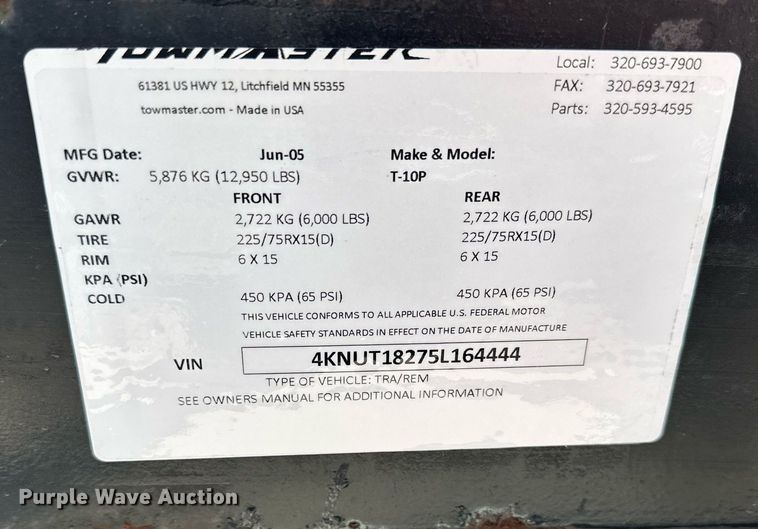 TOWMASTER
Local: 320-693-7900
61381 US HWY 12, Litchfield MN 55355
FAX: 320-693-7921
towmaster.com - Made in USA
Parts: 320-593-4595
MFG Date: Jun-05 Make & Model:
GVWR: 5,876 KG (12,950 LBS) T-10P
FRONT REAR
GAWR 2,722 KG (6,000 LBS) 2,722 KG (6,000 LBS)
TIRE 225/75RX15(D) 225/75RX15(D)
RIM 6 X 15 6 X 15
KPA (PSI)
COLD 450 KPA (65 PSI) 450 KPA (65 PSI)
THIS VEHICLE CONFORMS TO ALL APPLICABLE U.S. FEDERAL MOTOR
VEHICLE SAFETY STANDARDS IN EFFECT ON THE DATE OF MANUFACTURE
VIN 4KNUT18275L164444
TYPE OF VEHICLE: TRA/REM
SEE OWNERS MANUAL FOR ADDITIONAL INFORMATION
Purple Wave Auction